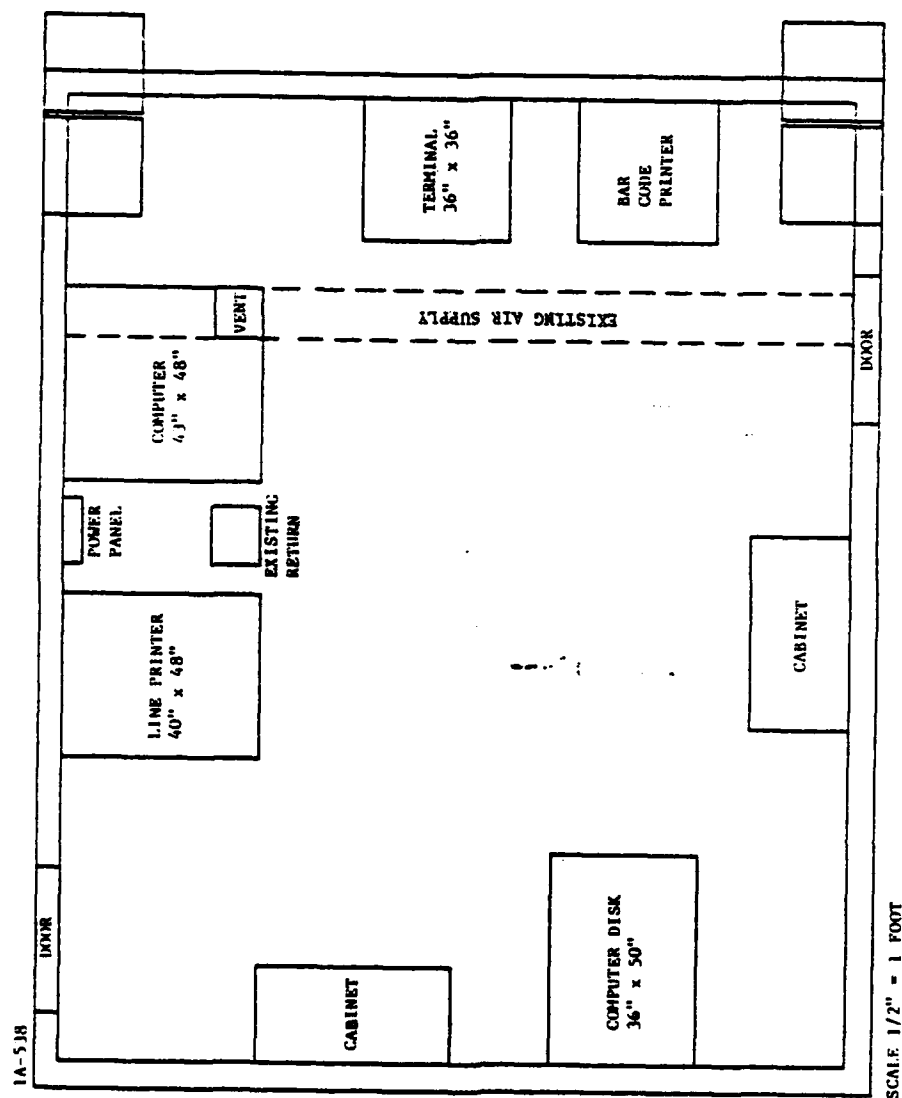 1A-538
DOOR
LINE PRINTER
40" x 48"
POWER
PANEL
EXISTING
RETURN
COMPUTER
43" x 48"
VENT
EXISTING AIR SUPPLY
TERMINAL
36" x 36"
BAR
CODE
PRINTER
CABINET
COMPUTER DISK
36" x 50"
CABINET
DOOR
SCALE 1/2" = 1 FOOT